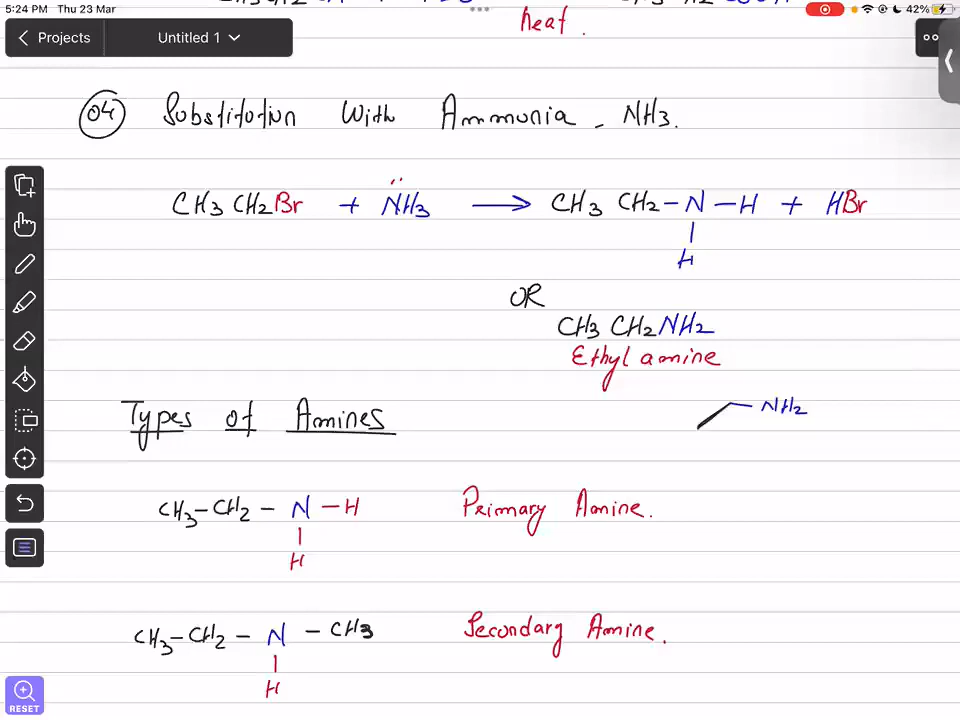 5:24 PM Thu 23 Mar
42%
heat.
Projects
Untitled 1
04 Substitution With Ammonia - NH3.
CH3 CH2Br + NH3 → CH3 CH2-N-H + HBr
H
OR
CH3 CH2NH2
Ethyl amine
NH2
Types of Amines
CH3-CH2-N-H Primary Amine.
H
CH3-CH2-N-CH3 Secondary Amine.
H
RESET